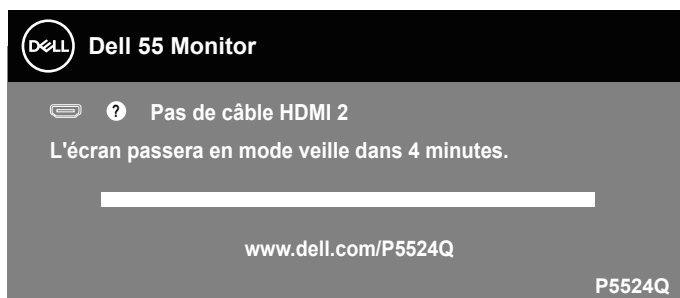 DELL Dell 55 Monitor
? Pas de câble HDMI 2
L'écran passera en mode veille dans 4 minutes.
www.dell.com/P5524Q
P5524Q